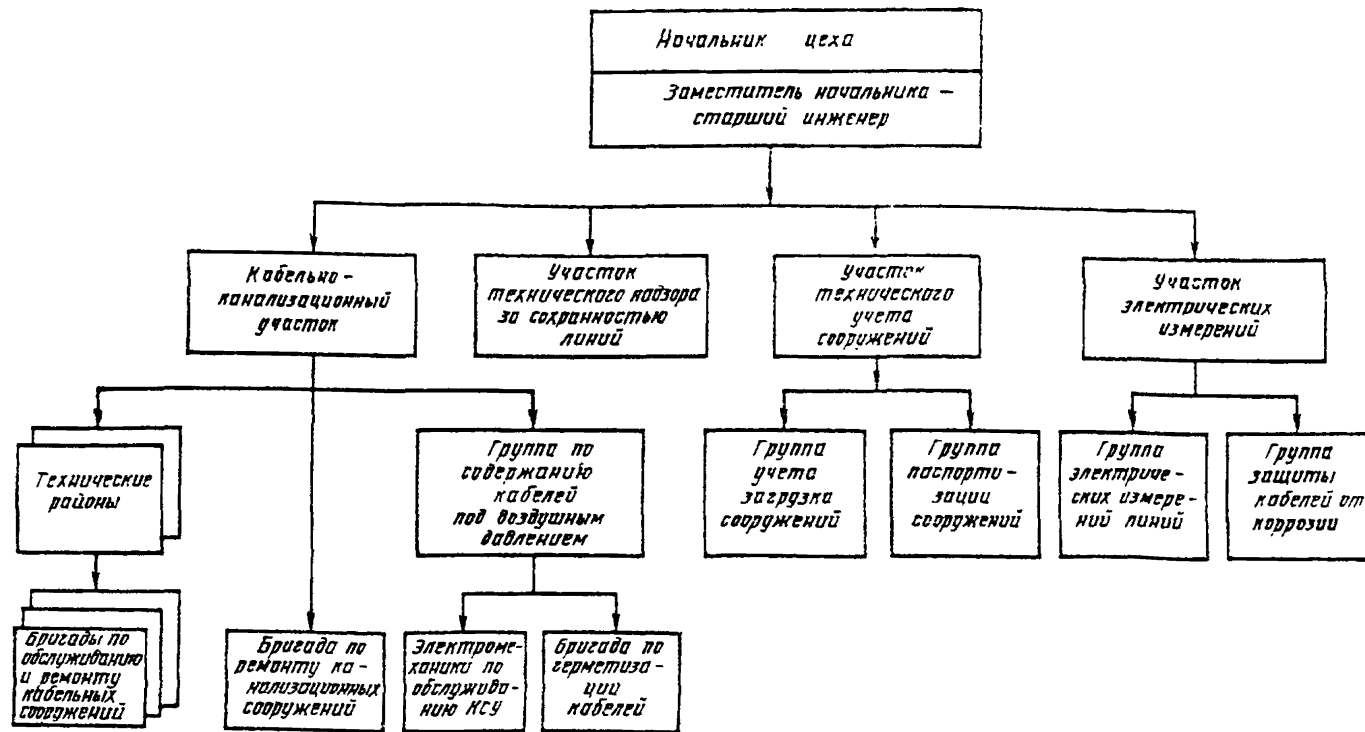 Начальник цеха
Заместитель начальника —
старший инженер
Кабельно-
канализационный
участок
Участок
технического надзора
за сохранностью
линий
Участок
технического
учета
сооружений
Участок
электрических
измерений
Технические
районы
Группа по
содержанию
кабелей
под воздушным
давлением
Группа
учета
загрузка
сооружений
Группа
паспорти-
зации
сооружений
Группа
электриче-
ских измере-
ний линий
Группа
защиты
кабелей от
коррозии
Бригады по
обслуживанию
и ремонту
кабельных
сооружений
Бригада по
ремонту ка-
нализационных
сооружений
Электроме-
ханики по
обслужива-
нию КСУ
Бригада по
герметиза-
ции
кабелей